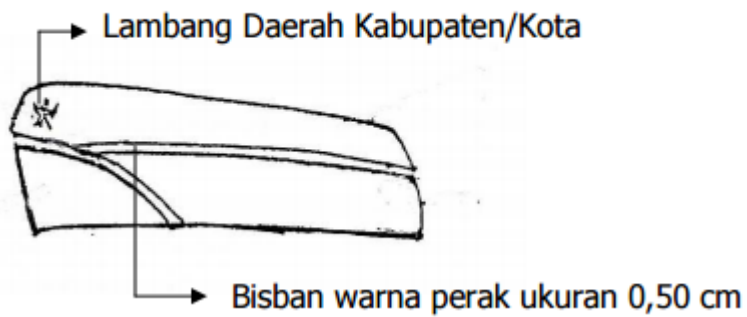 Lambang Daerah Kabupaten/Kota
Bisban warna perak ukuran 0,50 cm